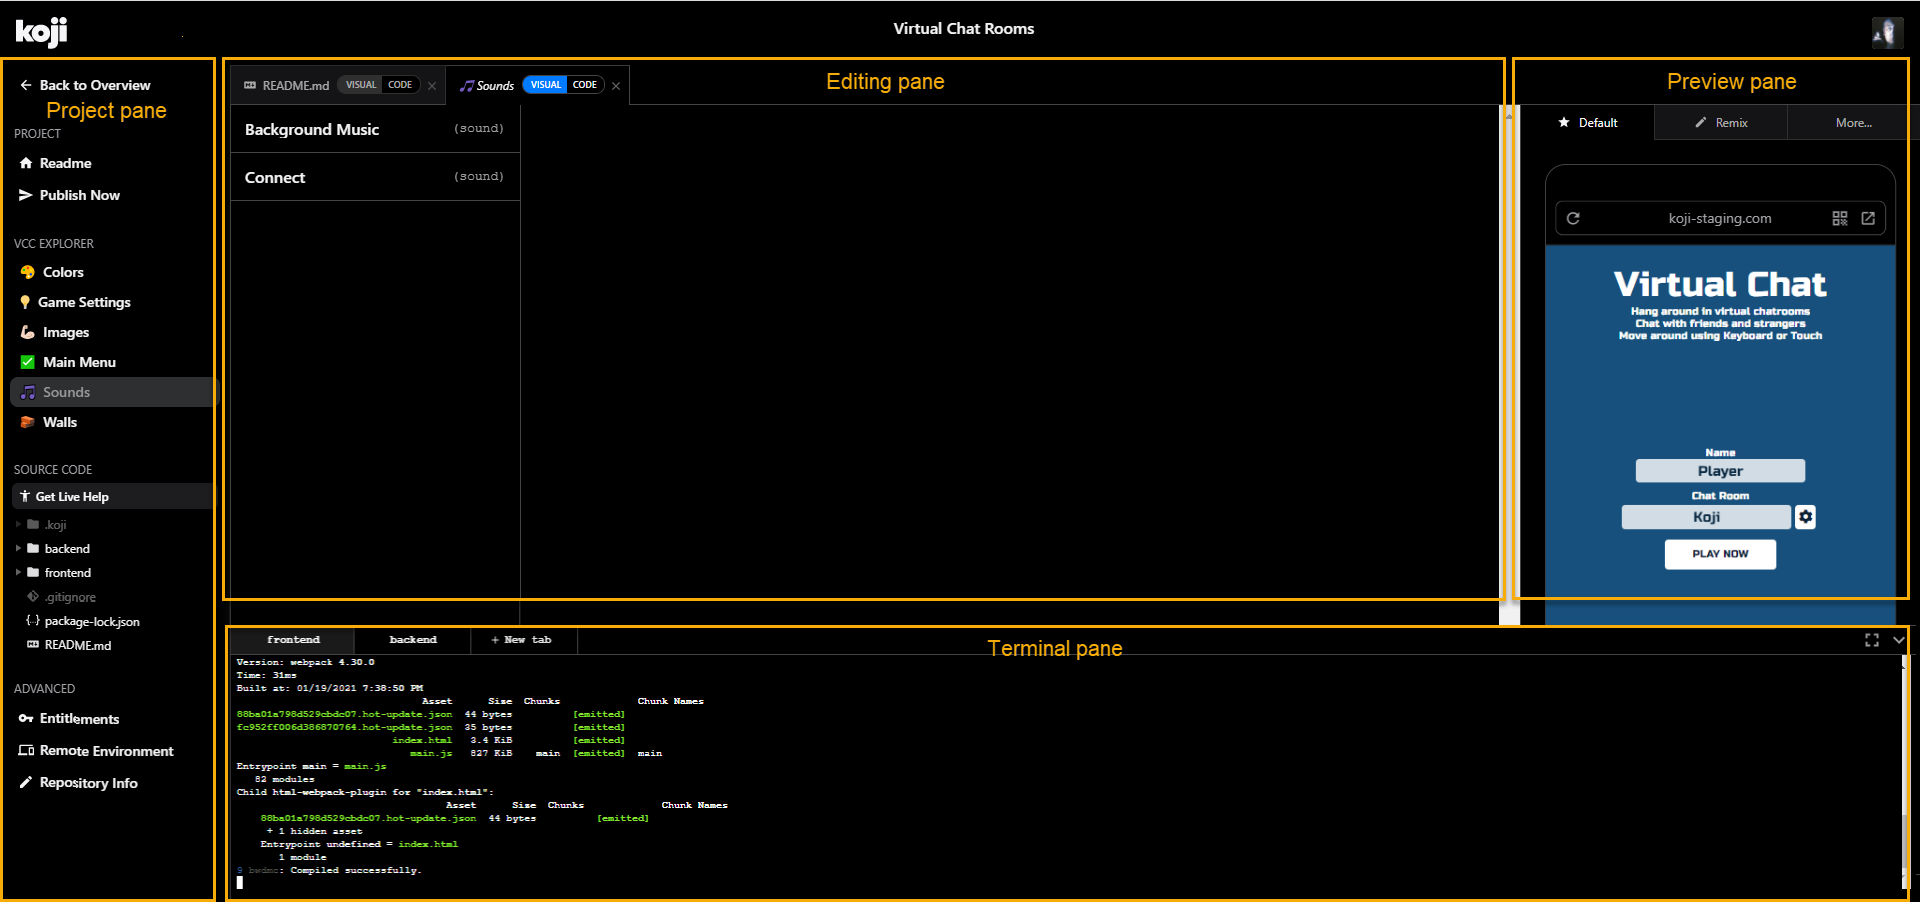 koji
Virtual Chat Rooms
Back to Overview
Project pane
PROJECT
Readme
Publish Now
VCC EXPLORER
Colors
Game Settings
Images
Main Menu
Sounds
Walls
SOURCE CODE
Get Live Help
.koji
backend
frontend
.gitignore
package-lock.json
README.md
ADVANCED
Entitlements
Remote Environment
Repository Info
README.md VISUAL CODE
Sounds VISUAL CODE
Editing pane
Background Music (sound)
Connect (sound)
Preview pane
Default Remix More...
koji-staging.com
Virtual Chat
Hang around in virtual chatrooms
Chat with friends and strangers
Move around using Keyboard or Touch
Name
Player
Chat Room
Koji
PLAY NOW
frontend backend + New tab
Terminal pane
Version: webpack 4.30.0
Time: 31ms
Built at: 01/19/2021 7:38:50 PM
Asset Size Chunks Chunk Names
88ba01a798d529cbdc07.hot-update.json 44 bytes [emitted]
fc952ff006d386870764.hot-update.json 35 bytes [emitted]
index.html 3.4 KiB [emitted]
main.js 827 KiB main [emitted] main
Entrypoint main = main.js
82 modules
Child html-webpack-plugin for "index.html":
Asset Size Chunks Chunk Names
88ba01a798d529cbdc07.hot-update.json 44 bytes [emitted]
+ 1 hidden asset
Entrypoint undefined = index.html
1 module
: Compiled successfully.